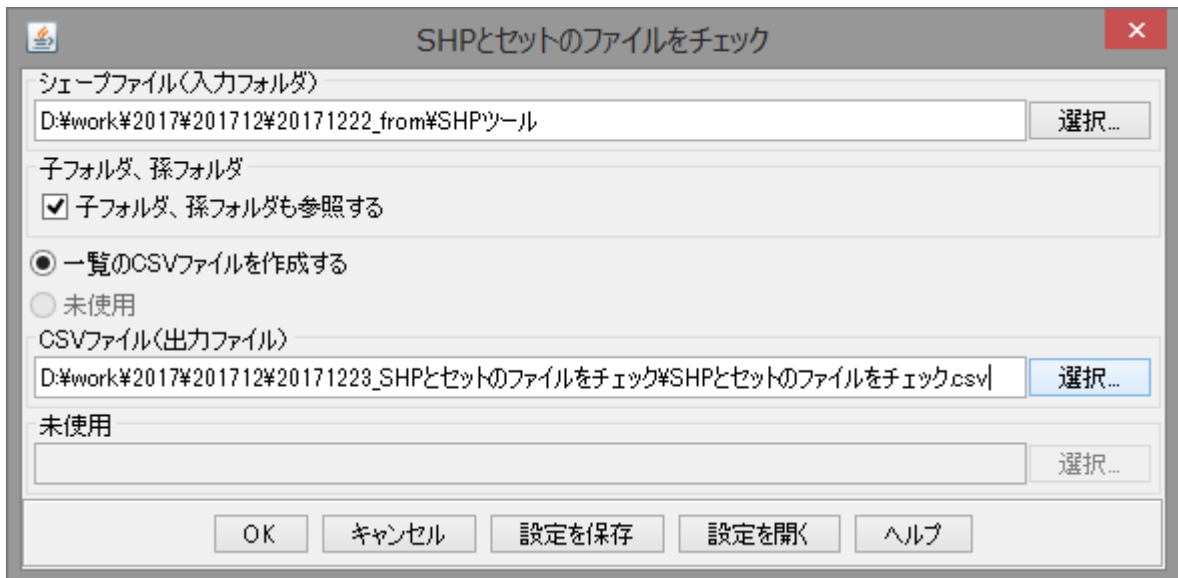 SHPとセットのファイルをチェック
シェープファイル(入力フォルダ)
D:¥work¥2017¥201712¥20171222_from¥SHPツール
選択...
子フォルダ、孫フォルダ
子フォルダ、孫フォルダも参照する
一覧のCSVファイルを作成する
未使用
CSVファイル(出力ファイル)
D:¥work¥2017¥201712¥20171223_SHPとセットのファイルをチェック¥SHPとセットのファイルをチェック.csv
選択...
未使用
選択...
OK キャンセル 設定を保存 設定を開く ヘルプ